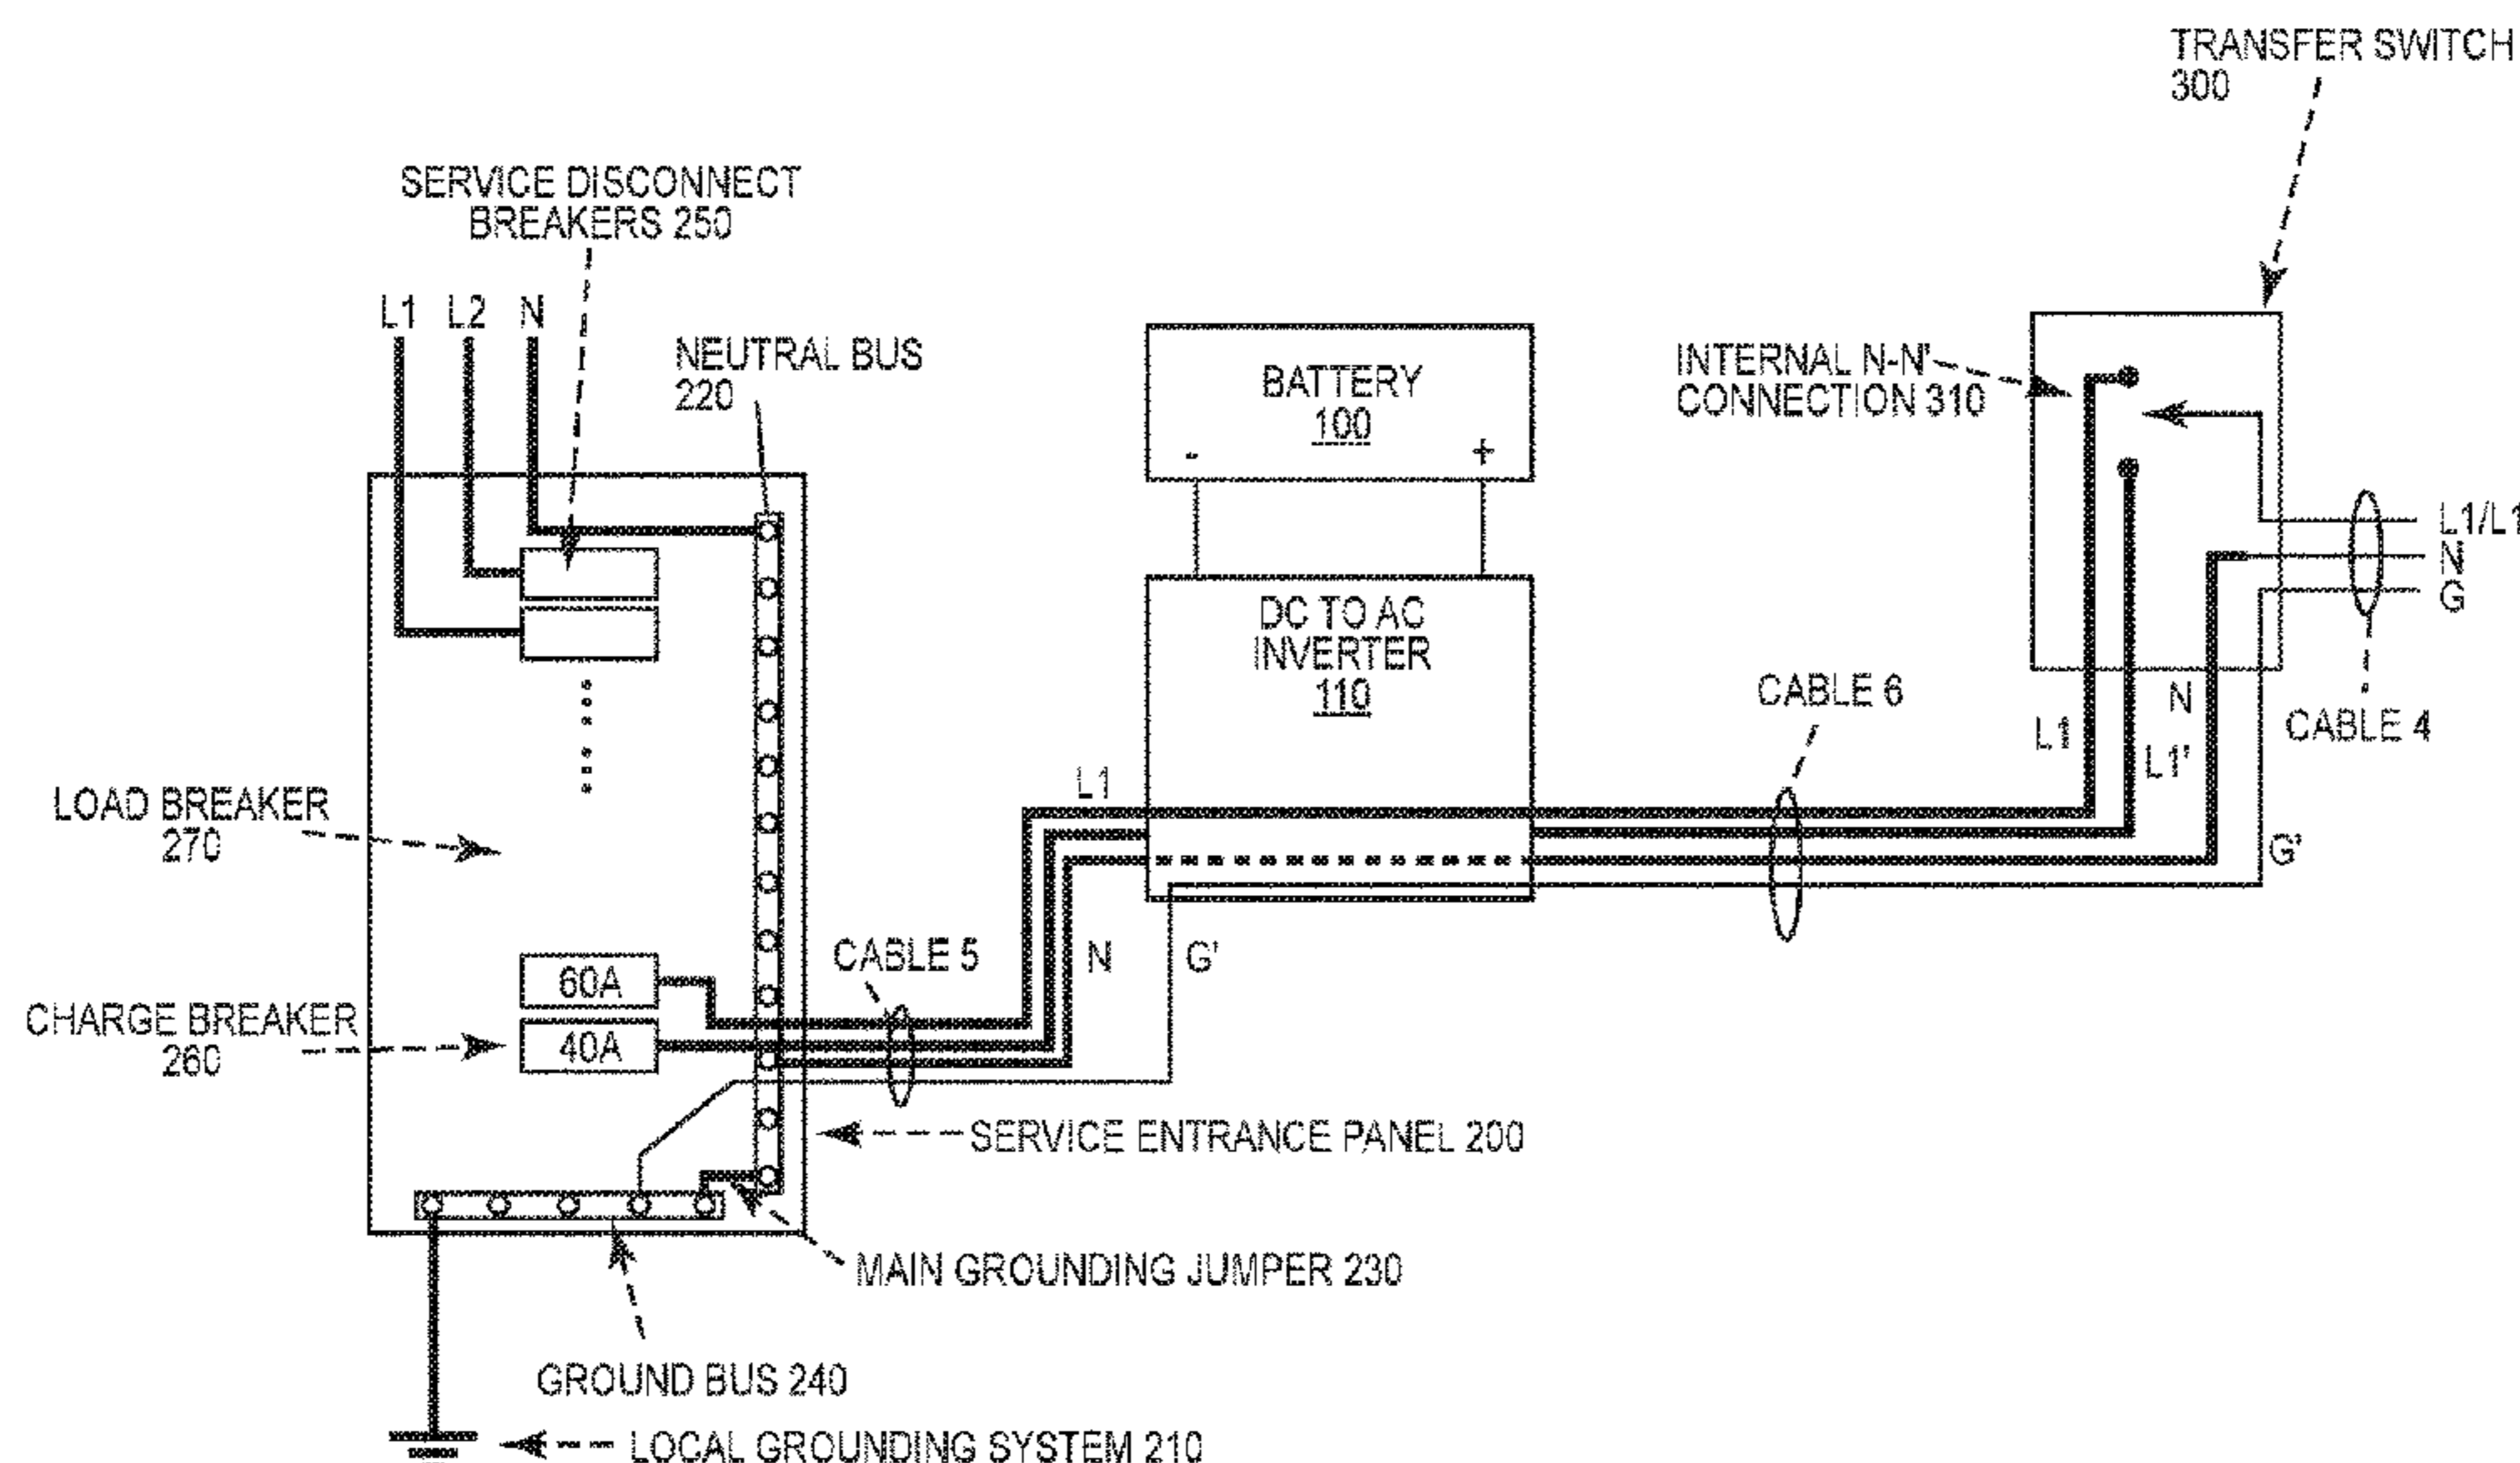 TRANSFER SWITCH
300
SERVICE DISCONNECT
BREAKERS 250
L1 L2 N
NEUTRAL BUS
220
BATTERY
100
- +
INTERNAL N-N'
CONNECTION 310
L1/L1
N
G
CABLE 4
DC TO AC
INVERTER
110
CABLE 6
L1
L1'
N
G'
LOAD BREAKER
270
L1
N
G'
CABLE 5
60A
40A
CHARGE BREAKER
260
SERVICE ENTRANCE PANEL 200
MAIN GROUNDING JUMPER 230
GROUND BUS 240
LOCAL GROUNDING SYSTEM 210